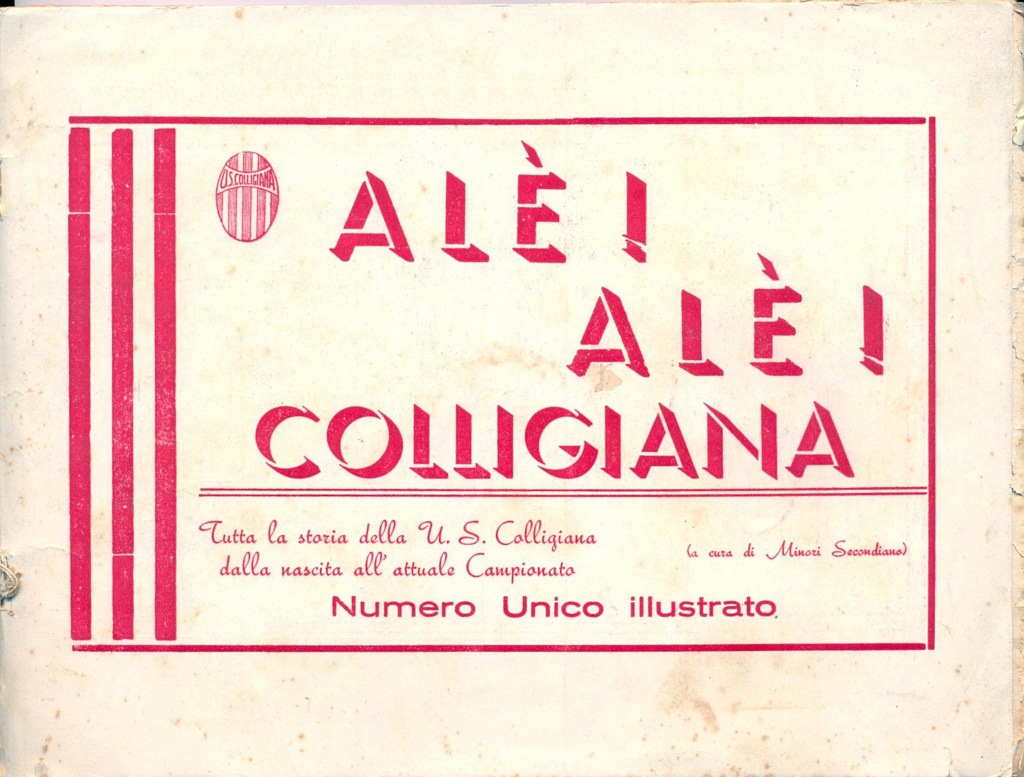 U.S. COLLIGIANA
ALÈ!
ALÈ!
COLLIGIANA
Tutta la storia della U. S. Colligiana
dalla nascita all' attuale Campionato
(a cura di Minori Secondiano)
Numero Unico illustrato